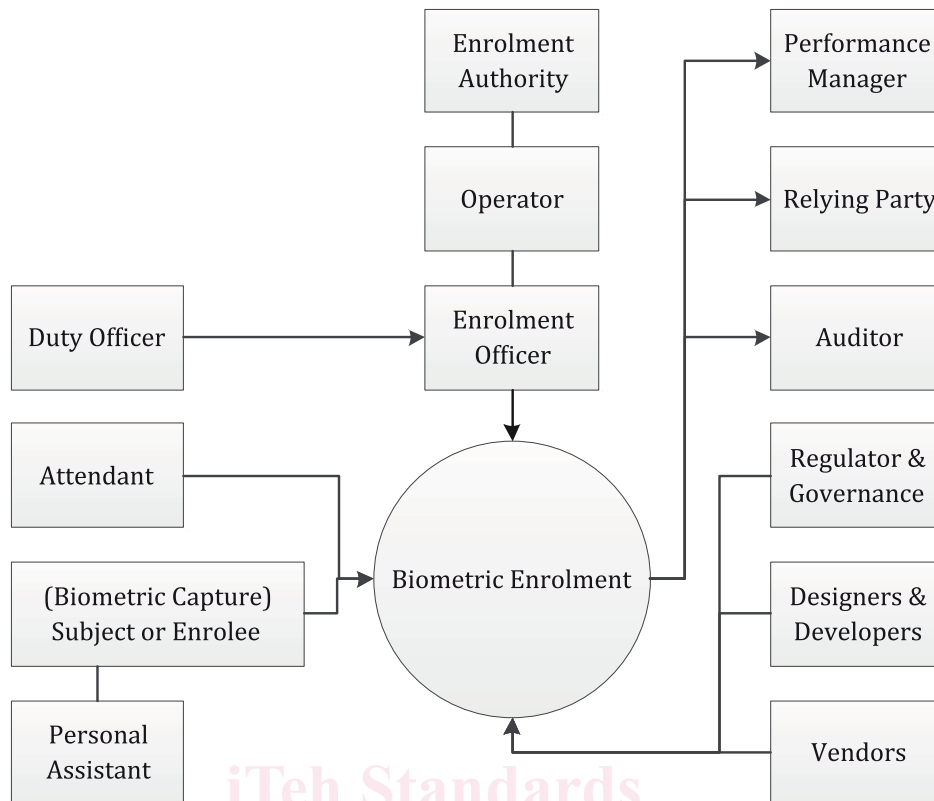 Enrolment
Authority
Performance
Manager
Operator
Relying Party
Duty Officer
Enrolment
Officer
Auditor
Attendant
Regulator &
Governance
(Biometric Capture)
Subject or Enrolee
Biometric Enrolment
Designers &
Developers
Personal
Assistant
Vendors
iTeh Standards